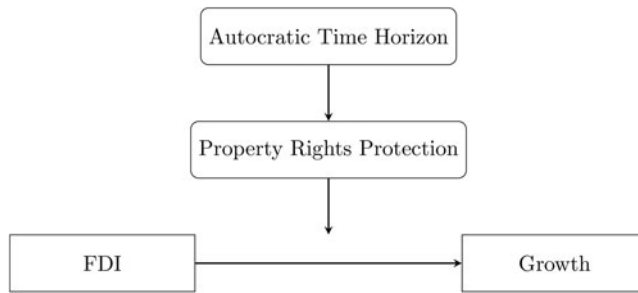 Autocratic Time Horizon
Property Rights Protection
FDI
Growth